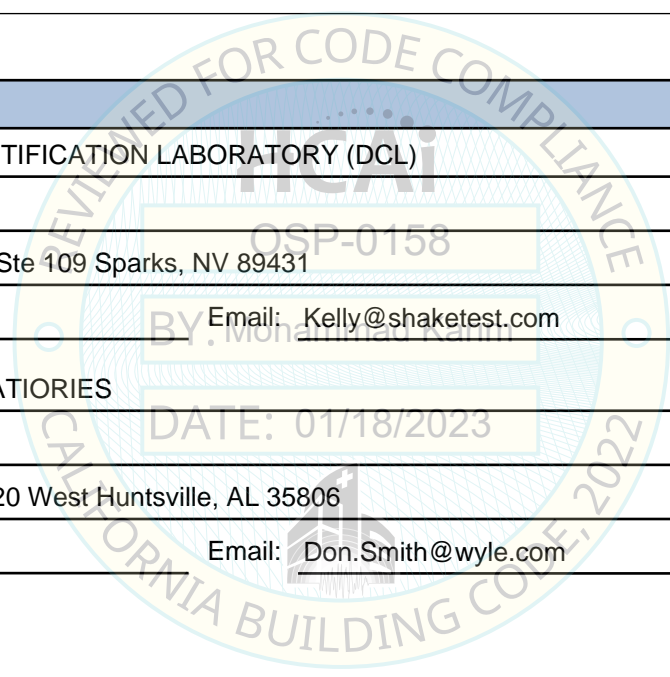 REVIEWED FOR CODE COMPLIANCE
HCAi
TIFICATION LABORATORY (DCL)
OSP-0158
Ste 109 Sparks, NV 89431
Email: Kelly@shaketest.com
BY: Mohammad Karim
ATIORIES
DATE: 01/18/2023
20 West Huntsville, AL 35806
Email: Don.Smith@wyle.com
CALIFORNIA BUILDING CODE, 2022